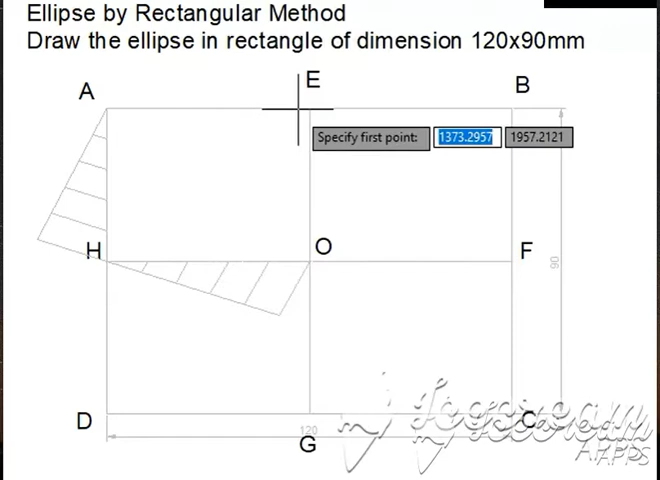 Ellipse by Rectangular Method
Draw the ellipse in rectangle of dimension 120x90mm
A E B
Specify first point: 1373.2957 1957.2121
H O F
90
D C
120
G
APPS